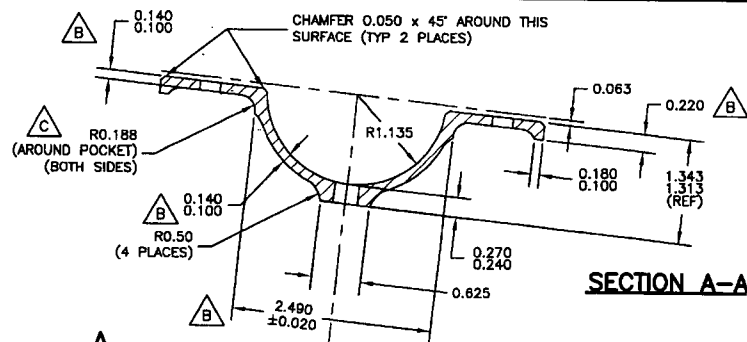 B
0.140
0.100
CHAMFER 0.050 x 45° AROUND THIS
SURFACE (TYP 2 PLACES)
0.063
0.220
B
C
R0.188
(AROUND POCKET)
(BOTH SIDES)
R1.135
0.180
0.100
1.343
1.313
(REF)
B
0.140
0.100
R0.50
(4 PLACES)
0.270
0.240
0.625
SECTION A-A
B
2.490
±0.020